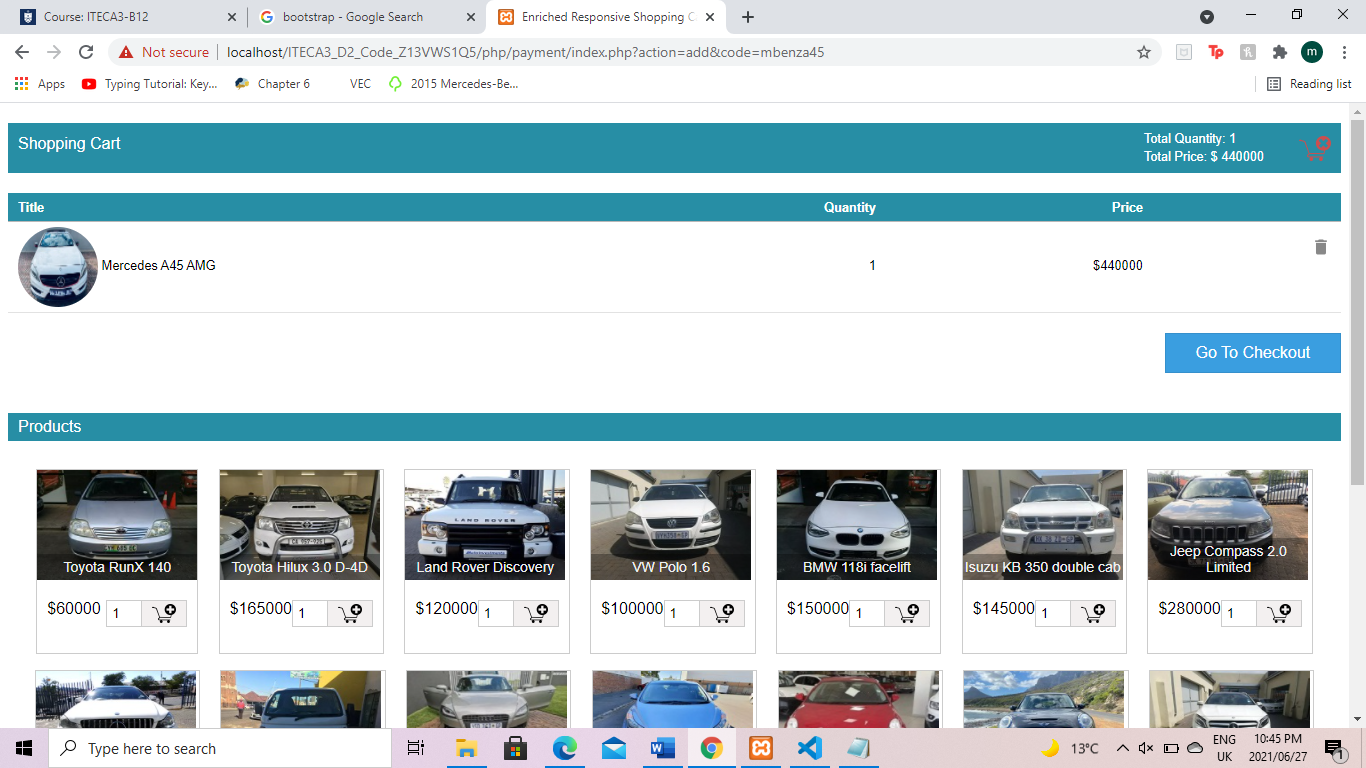 Course: ITECA3-B12
bootstrap - Google Search
Enriched Responsive Shopping C
Not secure
localhost/ITECA3_D2_Code_Z13VWS1Q5/php/payment/index.php?action=add&code=mbenza45
m
Apps
Typing Tutorial: Key...
Chapter 6
VEC
2015 Mercedes-Be...
Reading list
Shopping Cart
Total Quantity: 1
Total Price: $ 440000
Title Quantity Price
Mercedes A45 AMG 1 $440000
Go To Checkout
Products
LAND ROVER
Toyota RunX 140
Toyota Hilux 3.0 D-4D
Land Rover Discovery
VW Polo 1.6
BMW 118i facelift
Isuzu KB 350 double cab
Jeep Compass 2.0
Limited
$60000 1
$165000 1
$120000 1
$100000 1
$150000 1
$145000 1
$280000 1
Type here to search
13°C
ENG
UK
10:45 PM
2021/06/27
1